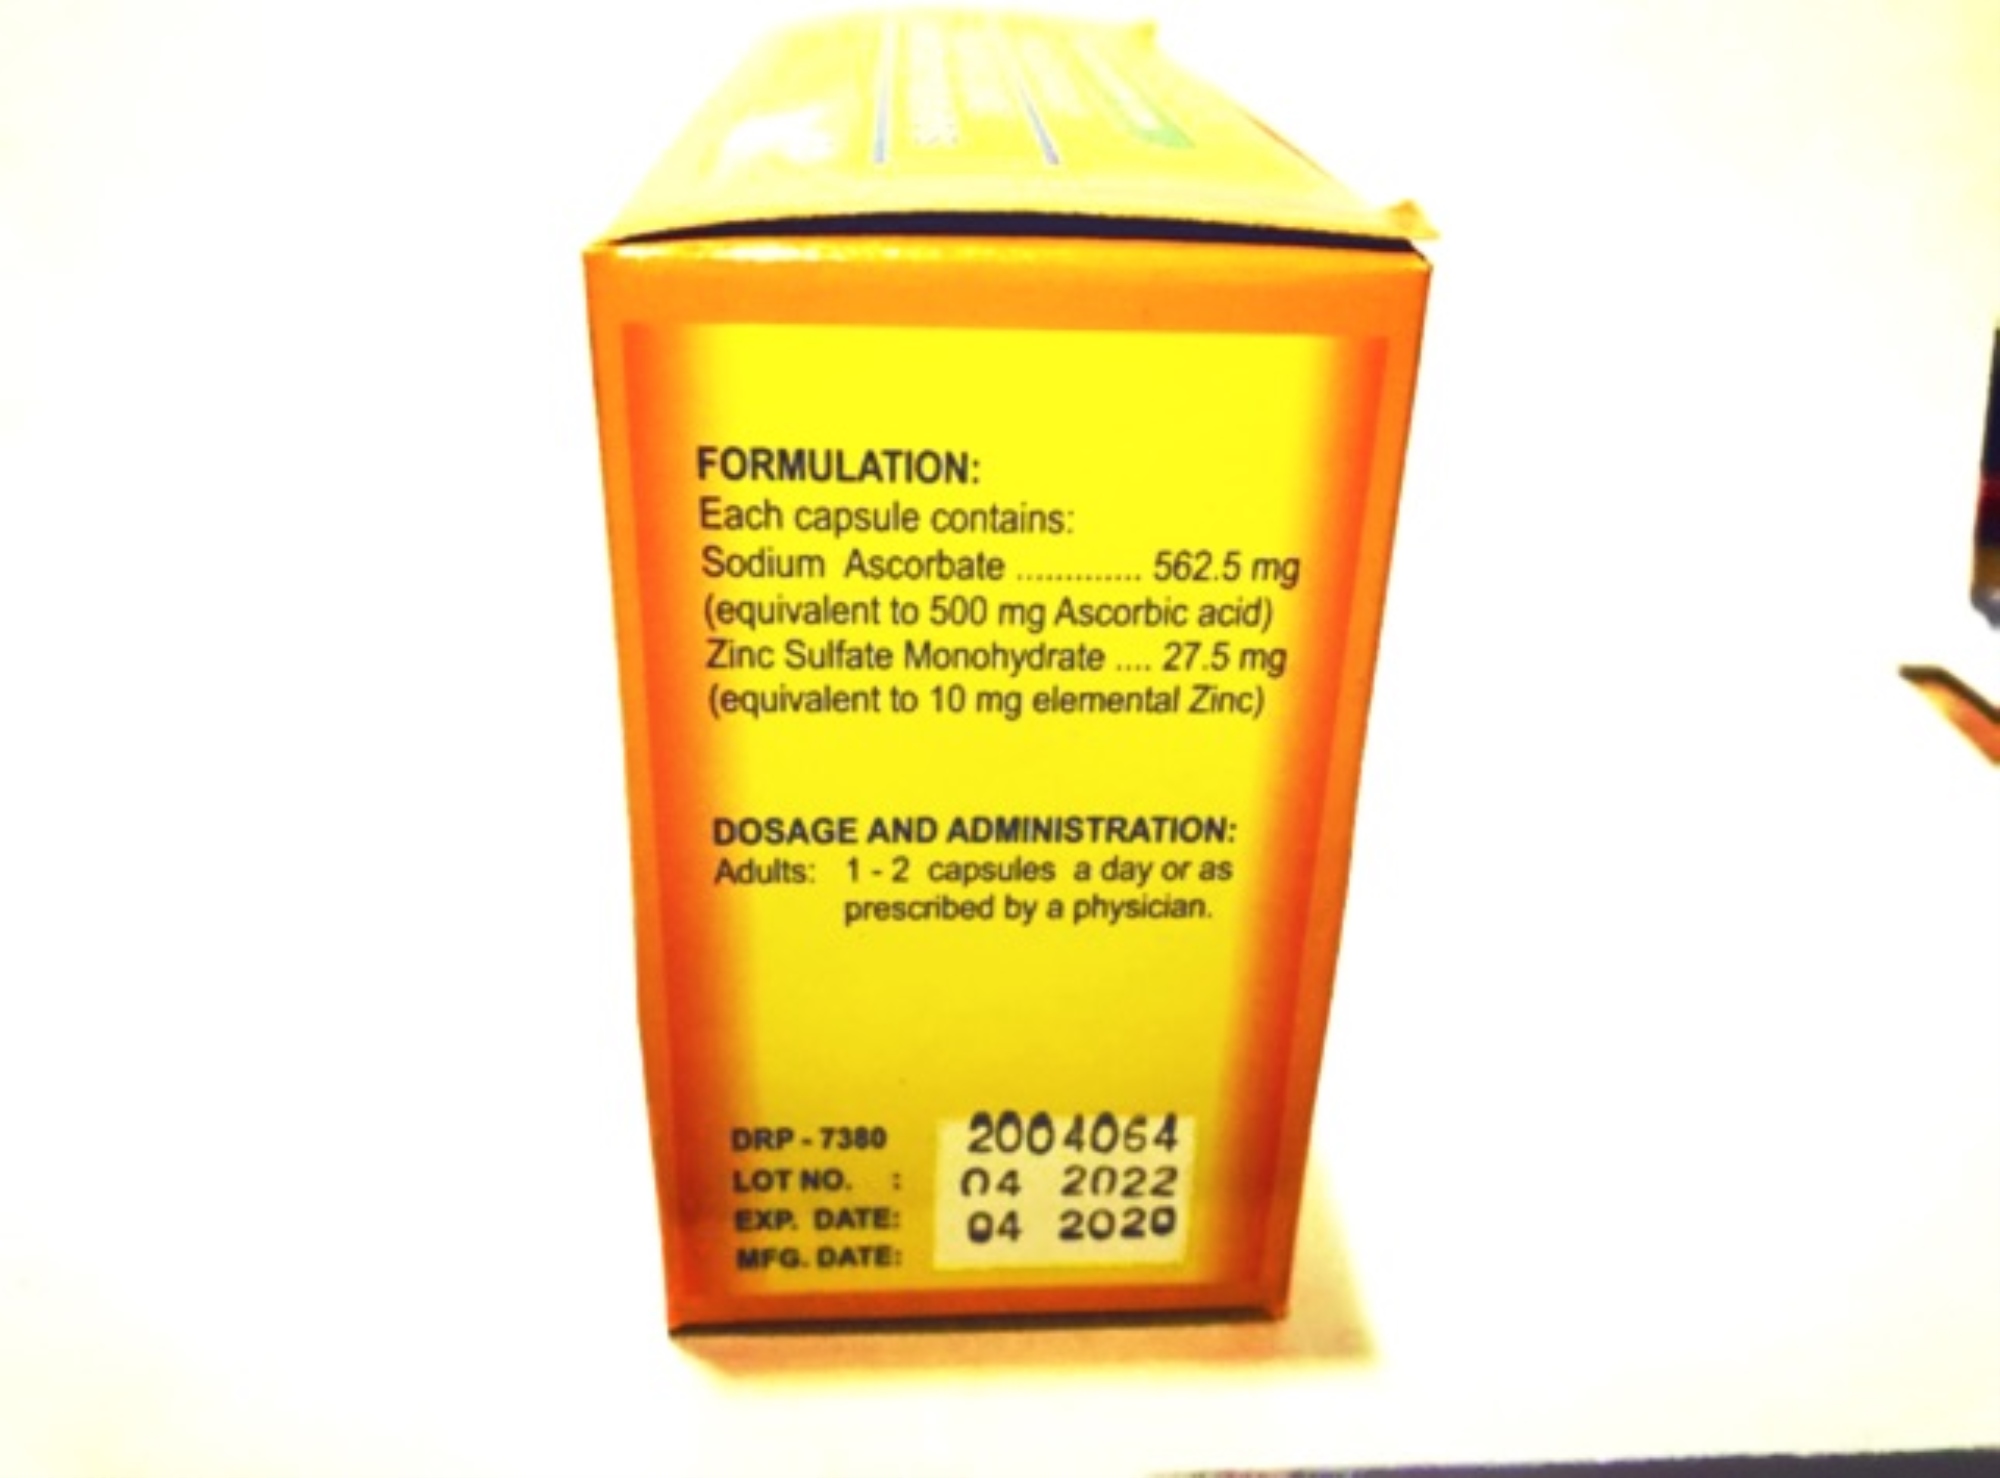 FORMULATION:
Each capsule contains:
Sodium Ascorbate ............. 562.5 mg
(equivalent to 500 mg Ascorbic acid)
Zinc Sulfate Monohydrate .... 27.5 mg
(equivalent to 10 mg elemental Zinc)
DOSAGE AND ADMINISTRATION:
Adults: 1 - 2 capsules a day or as
prescribed by a physician.
DRP - 7380 2004064
LOT NO. : 04 2022
EXP. DATE: 04 2020
MFG. DATE: